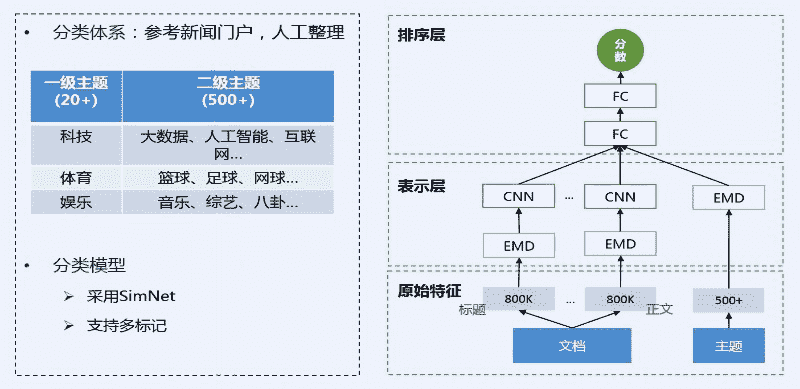 • 分类体系：参考新闻门户，人工整理
一级主题 (20+)
二级主题 (500+)
科技
大数据、人工智能、互联
网...
体育
篮球、足球、网球...
娱乐
音乐、综艺、八卦...
• 分类模型
➢ 采用SimNet
➢ 支持多标记
排序层
分数
FC
FC
表示层
CNN
...
CNN
EMD
EMD
EMD
原始特征
标题
800K
...
800K
正文
500+
文档
主题